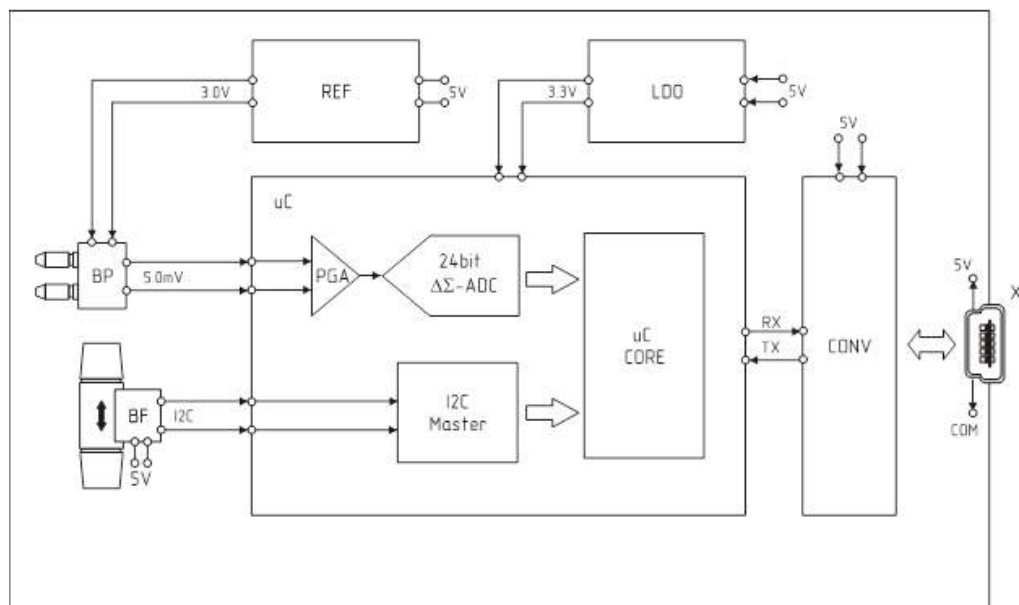 REF
3.0V
5V
LDO
3.3V
5V
5V
uC
BP
5.0mV
PGA
24bit
ΔΣ-ADC
uC
CORE
RX
TX
CONV
5V
X
COM
BF
I2C
5V
I2C
Master